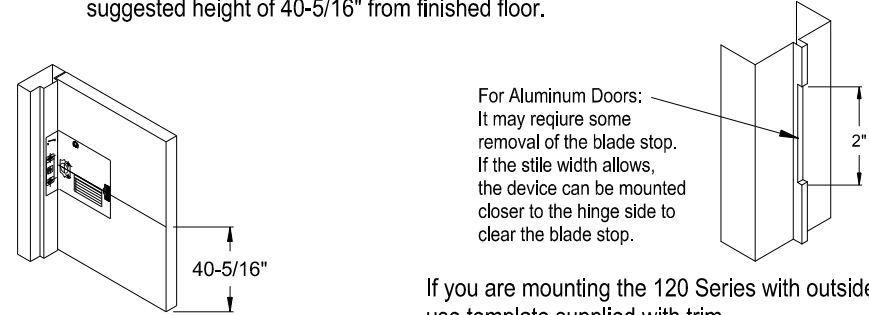 suggested height of 40-5/16" from finished floor.
For Aluminum Doors:
It may reqiure some
removal of the blade stop.
If the stile width allows,
the device can be mounted
closer to the hinge side to
clear the blade stop.
2"
40-5/16"
If you are mounting the 120 Series with outside
use template supplied with trim